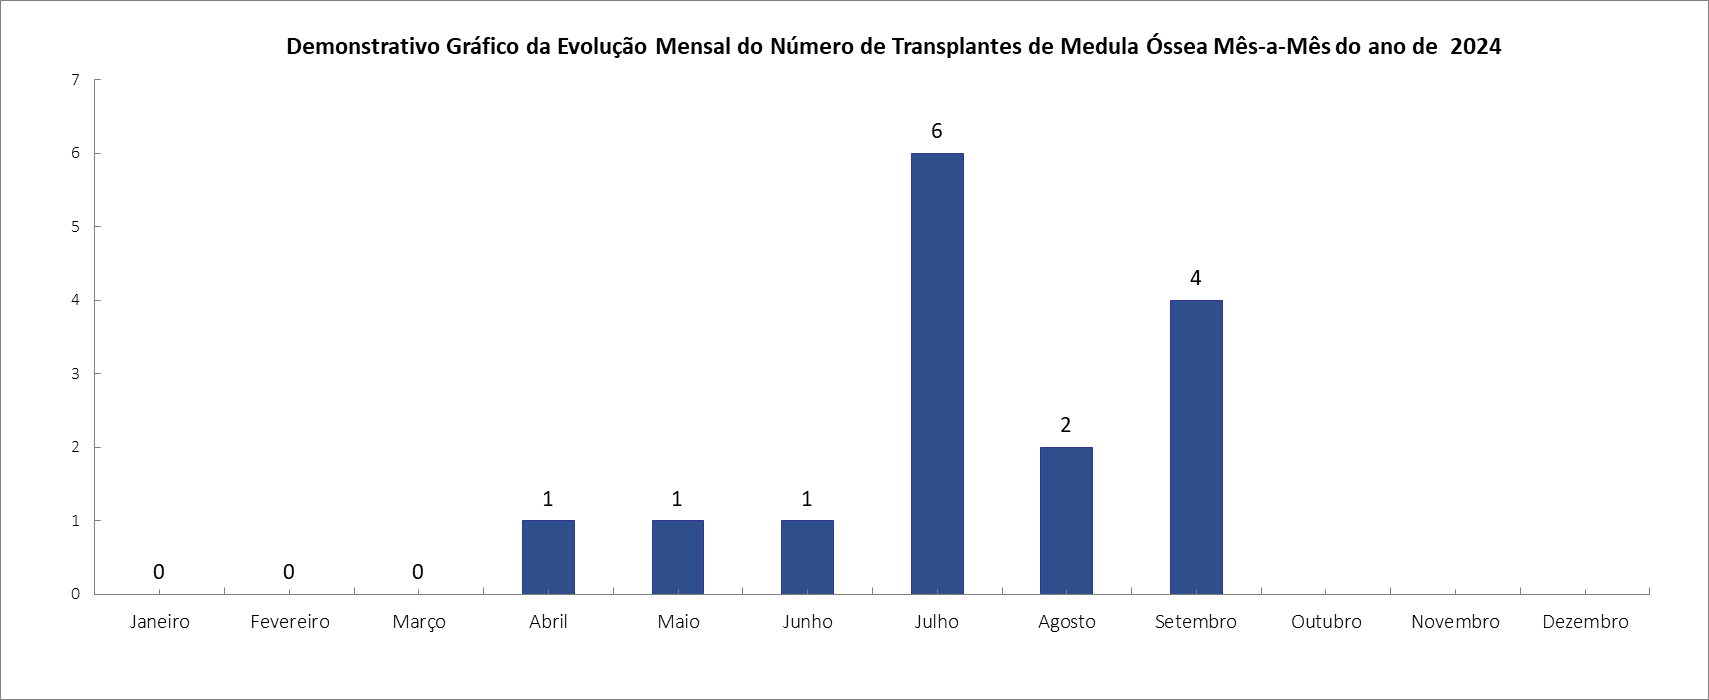 Demonstrativo Gráfico da Evolução Mensal do Número de Transplantes de Medula Óssea Mês-a-Mês do ano de 2024
7
6
5
4
3
2
1
0
0 0 0 1 1 1 6 2 4
Janeiro Fevereiro Março Abril Maio Junho Julho Agosto Setembro Outubro Novembro Dezembro